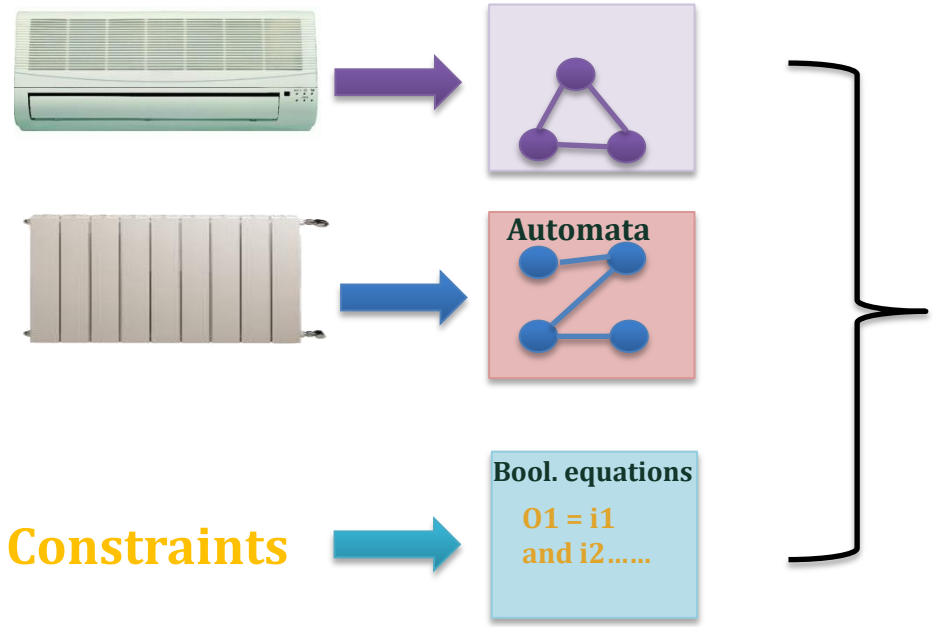 Automata
Bool. equations
O1 = i1
and i2......
Constraints